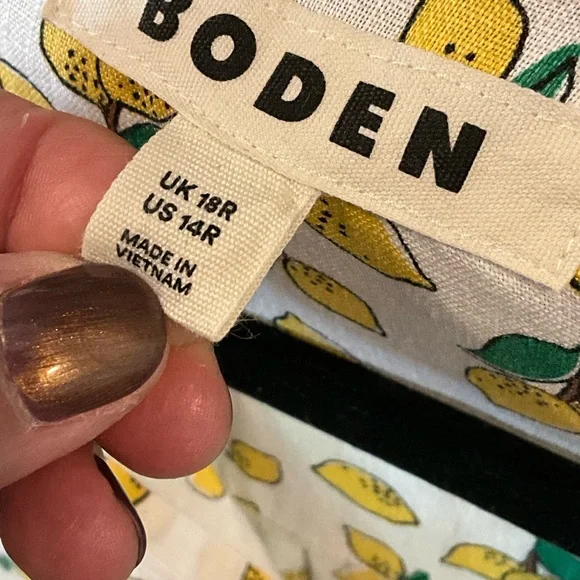 BODEN
UK 18R
US 14R
MADE IN
VIETNAM